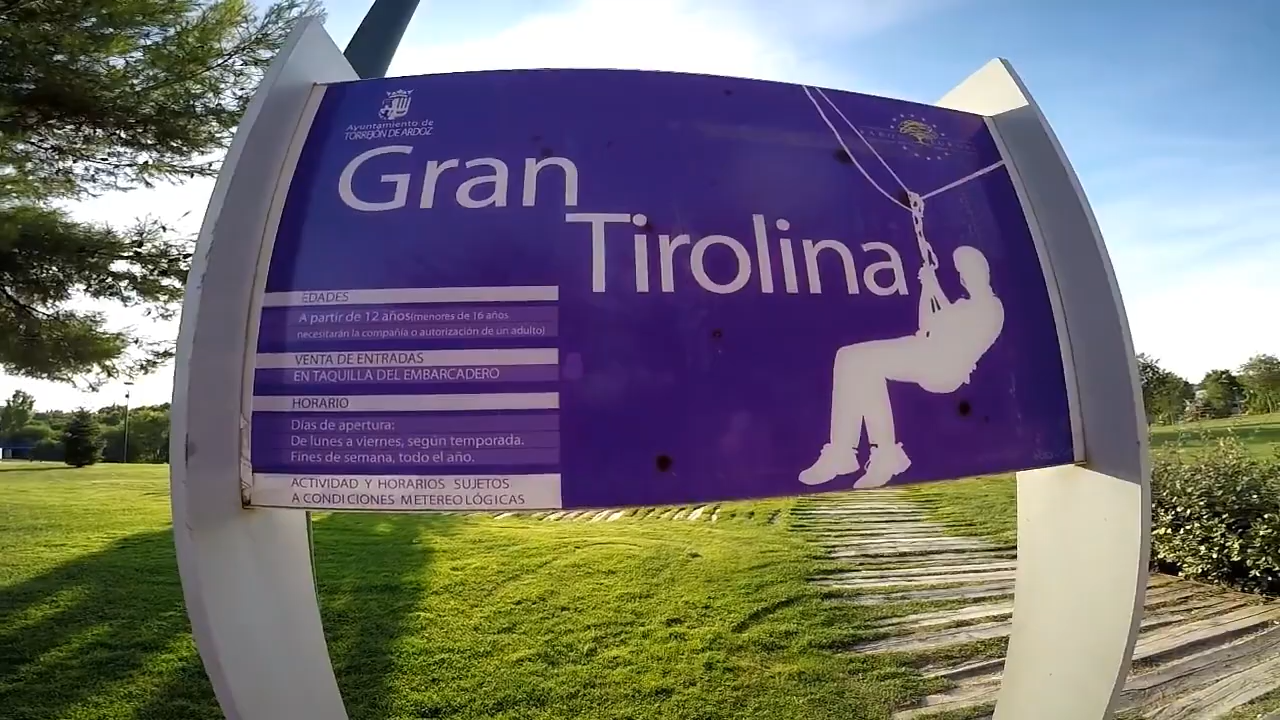 Ayuntamiento de
TORREJÓN DE ARDOZ
Gran
Tirolina
EDADES
A partir de 12 años (menores de 16 años
necesitarán la compañía o autorización de un adulto)
VENTA DE ENTRADAS
EN TAQUILLA DEL EMBARCADERO
HORARIO
Días de apertura:
De lunes a viernes, según temporada.
Fines de semana, todo el año.
ACTIVIDAD Y HORARIOS SUJETOS
A CONDICIONES METEREOLÓGICAS